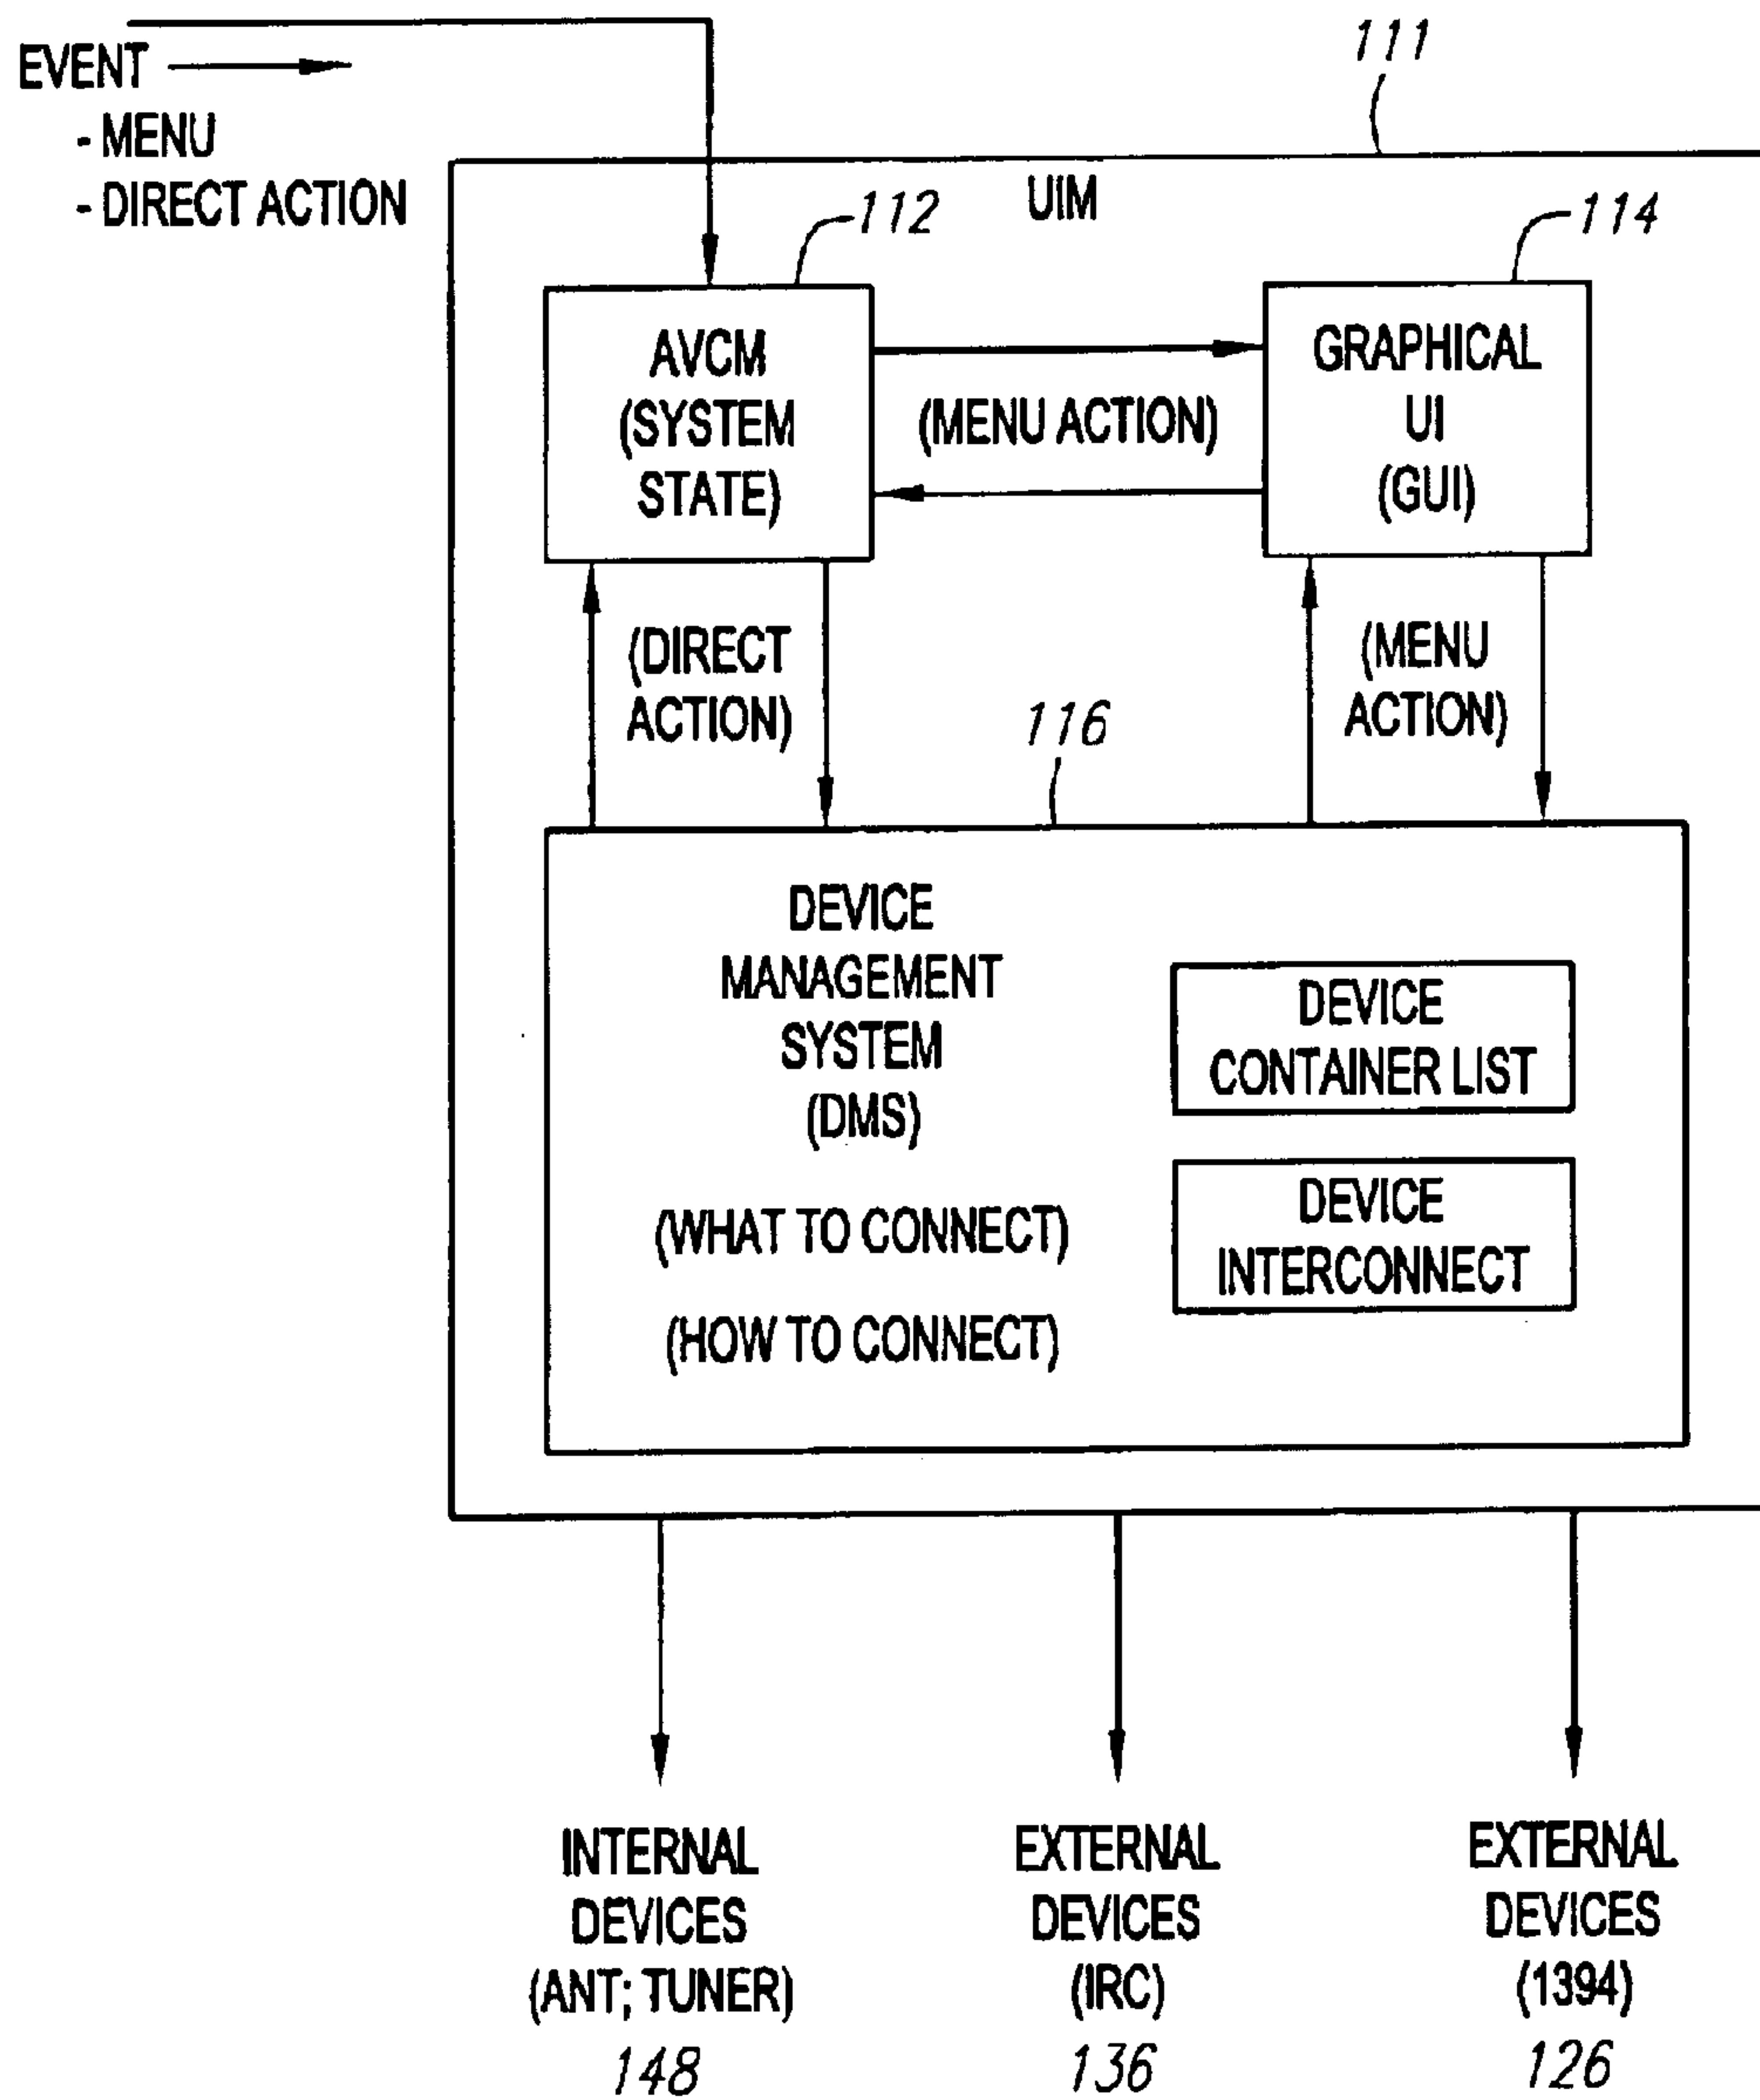 EVENT
- MENU
- DIRECT ACTION
111
UIM
112
114
AVCM
(SYSTEM
STATE)
(MENU ACTION)
GRAPHICAL
UI
(GUI)
(DIRECT
ACTION)
(MENU
ACTION)
116
DEVICE
MANAGEMENT
SYSTEM
(DMS)
(WHAT TO CONNECT)
(HOW TO CONNECT)
DEVICE
CONTAINER LIST
DEVICE
INTERCONNECT
INTERNAL
DEVICES
(ANT; TUNER)
148
EXTERNAL
DEVICES
(IRC)
136
EXTERNAL
DEVICES
(1394)
126